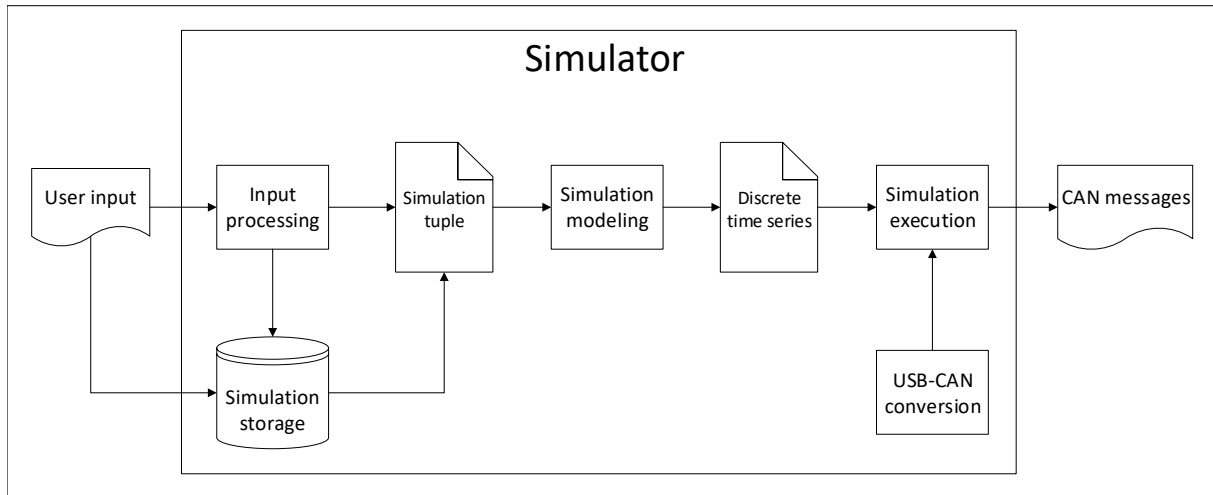 Simulator
User input
Input
processing
Simulation
tuple
Simulation
modeling
Discrete
time series
Simulation
execution
CAN messages
Simulation
storage
USB-CAN
conversion